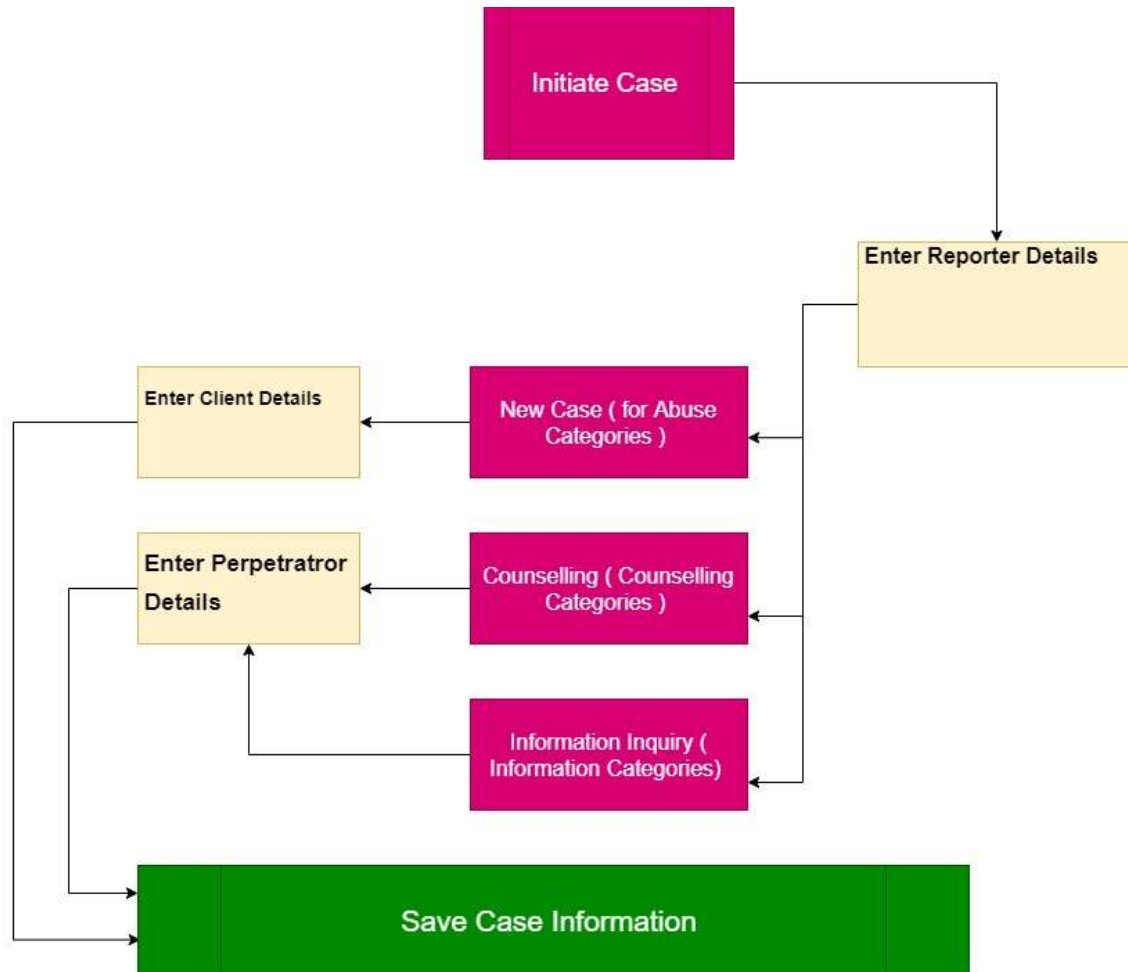 Initiate Case
Enter Reporter Details
Enter Client Details
New Case ( for Abuse
Categories )
Enter Perpetratror
Details
Counselling ( Counselling
Categories )
Information Inquiry (
Information Categories)
Save Case Information